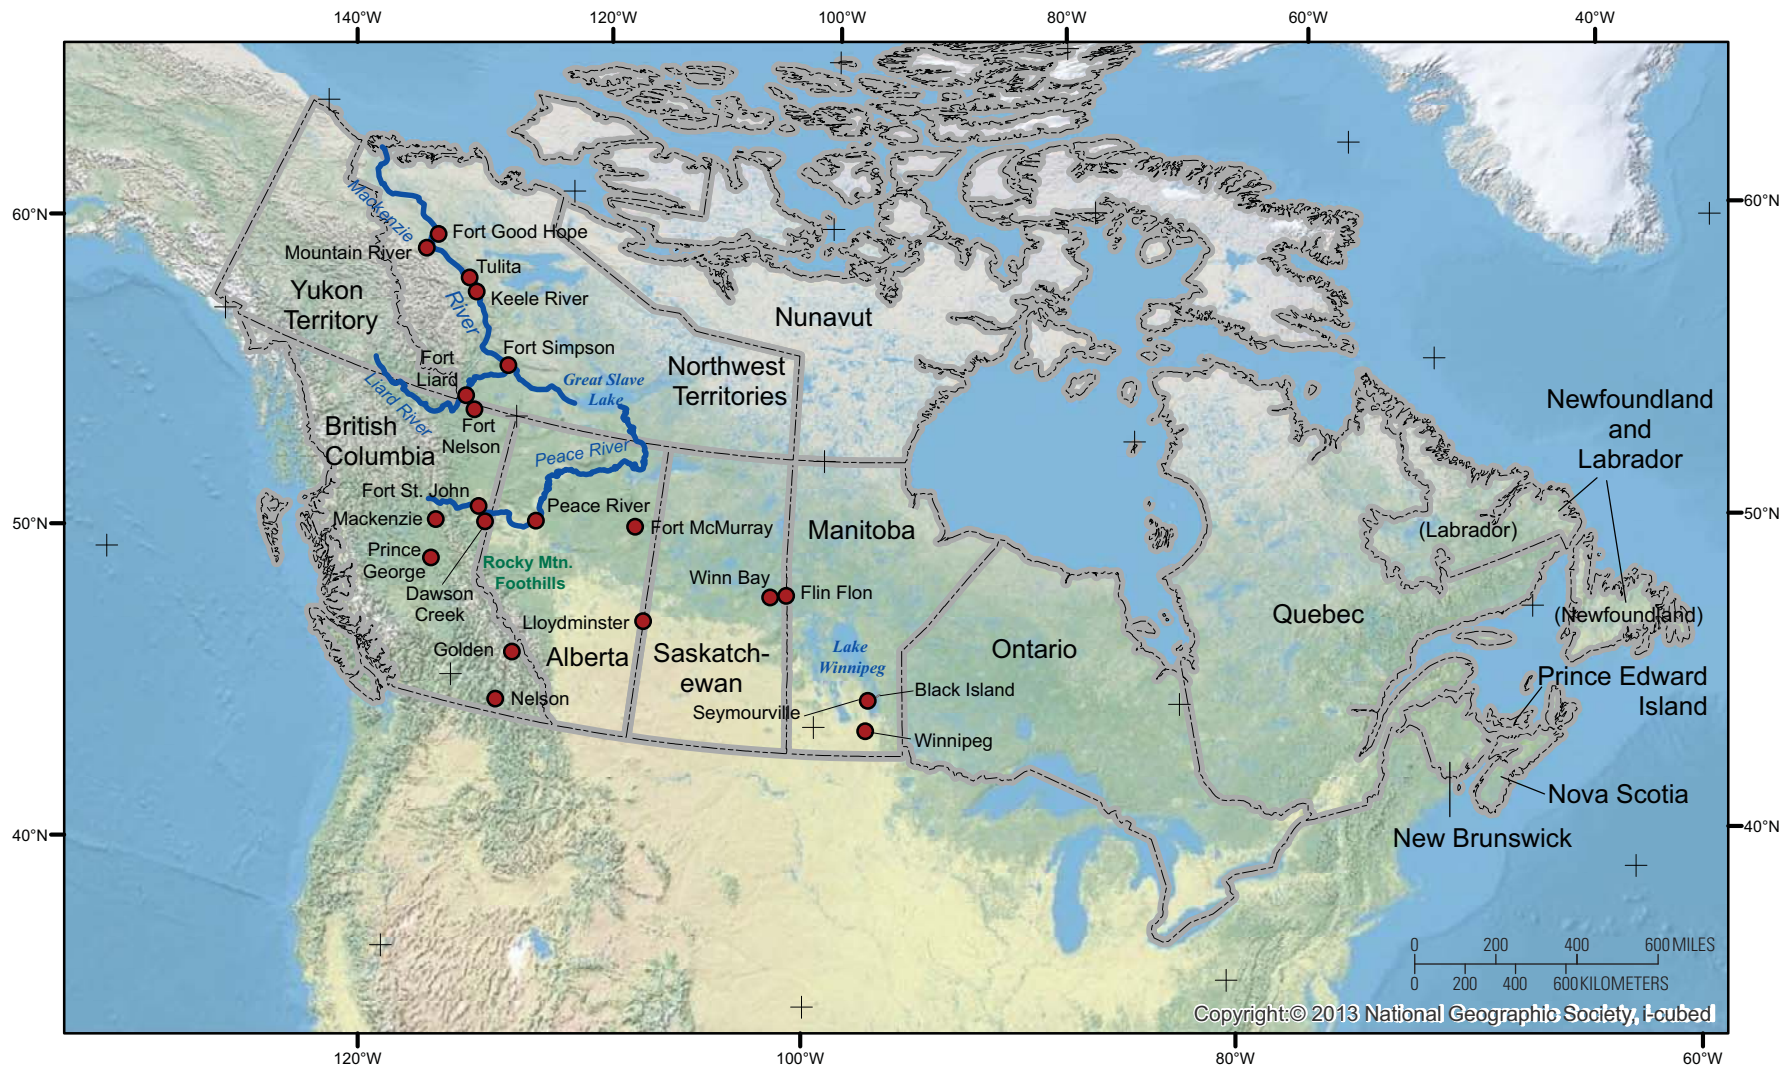 140°W
120°W
100°W
80°W
60°W
40°W
60°N
60°N
Mackenzie
River
Fort Good Hope
Mountain River
Tulita
Keele River
Yukon
Territory
Nunavut
Fort Simpson
Fort
Liard
Northwest
Territories
Great Slave
Lake
Liard River
Newfoundland
and
Labrador
British
Columbia
Fort
Nelson
Peace River
Fort St. John
Peace River
50°N
50°N
Mackenzie
Fort McMurray
Manitoba
(Labrador)
Prince
George
Rocky Mtn.
Foothills
Winn Bay
Flin Flon
Dawson
Creek
Lloydminster
Quebec
(Newfoundland)
Golden
Alberta
Saskatch-
ewan
Lake
Winnipeg
Ontario
Prince Edward
Island
Nelson
Black Island
Seymourville
Winnipeg
Nova Scotia
New Brunswick
40°N
40°N
0 200 400 600 MILES
0 200 400 600 KILOMETERS
Copyright:© 2013 National Geographic Society, i-cubed
120°W
100°W
80°W
60°W